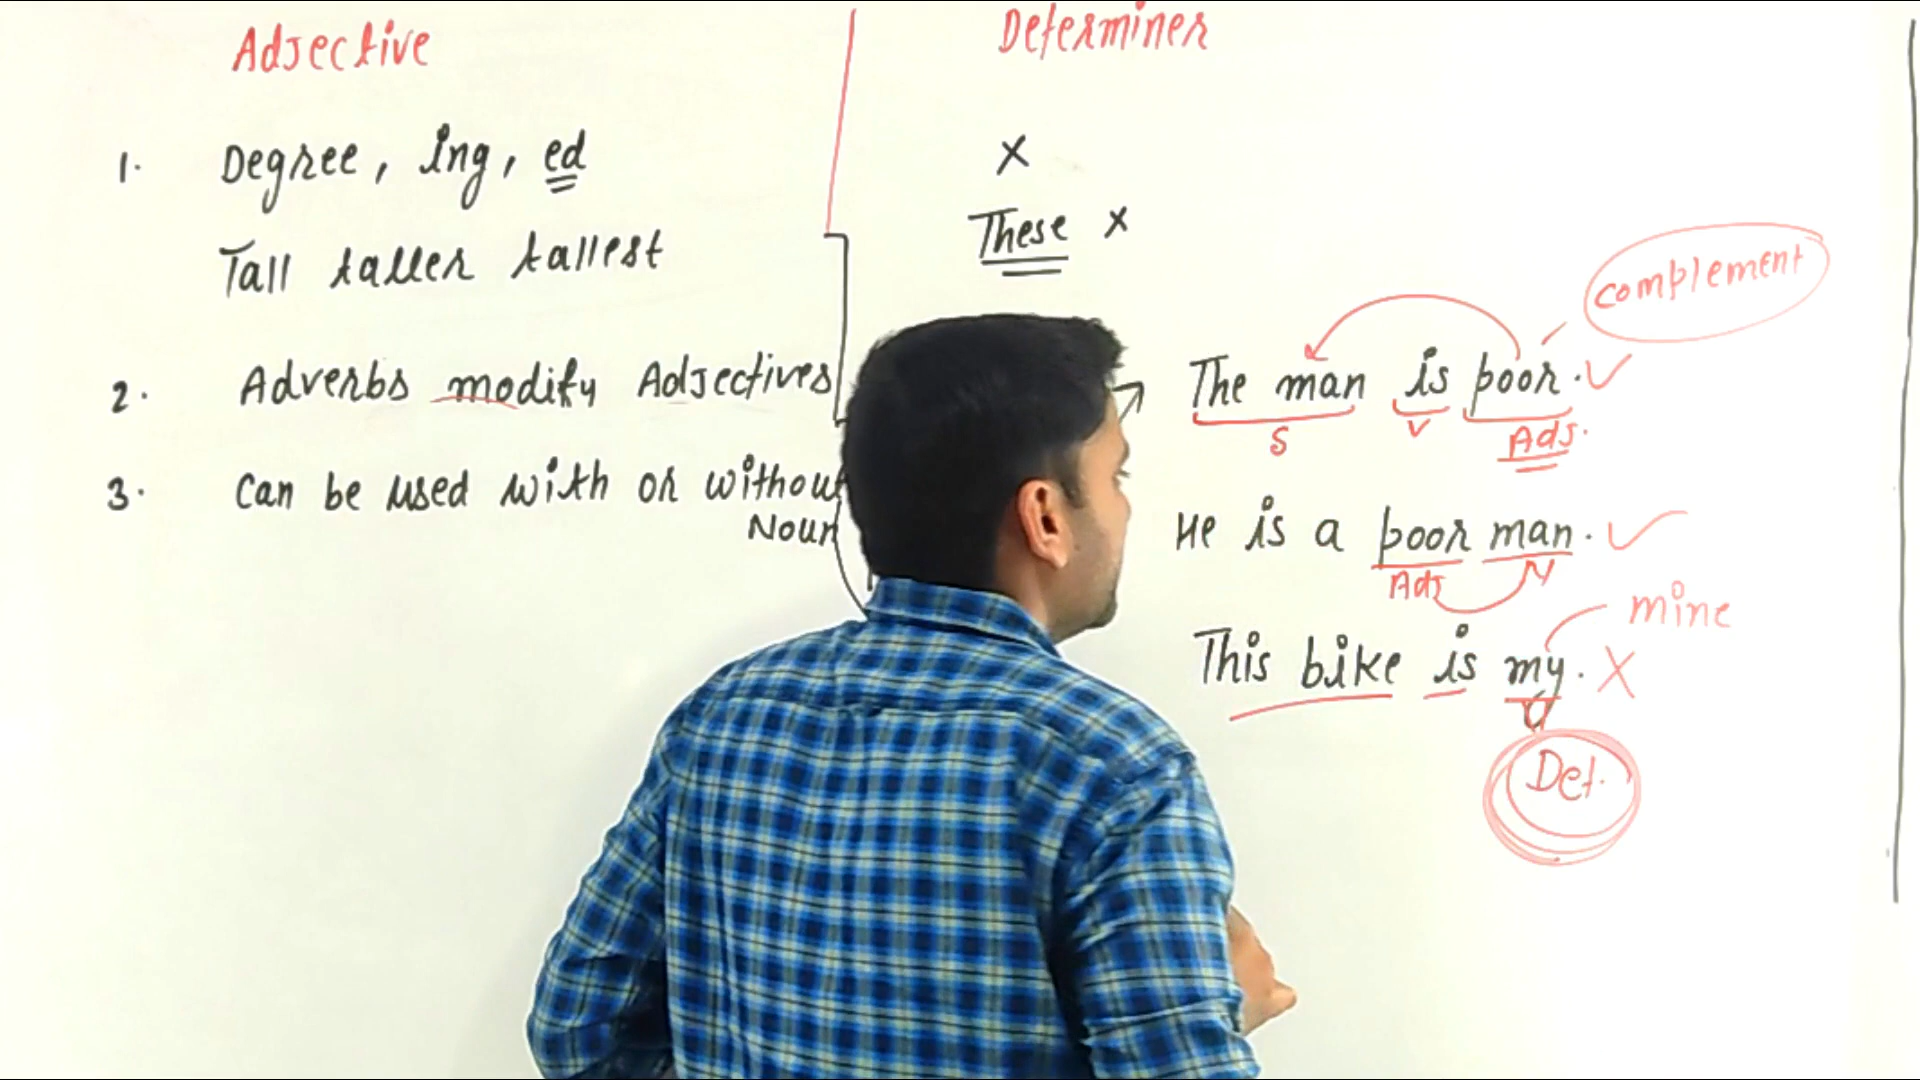 Adjective
Determiner
1. Degree, ing, ed
X
Tall taller tallest
These x
complement
2. Adverbs modify Adjectives
The man is poor.
S V Adj.
3. Can be used with or without
Noun
He is a poor man.
Adj N
mine
This bike is my. X
Det.